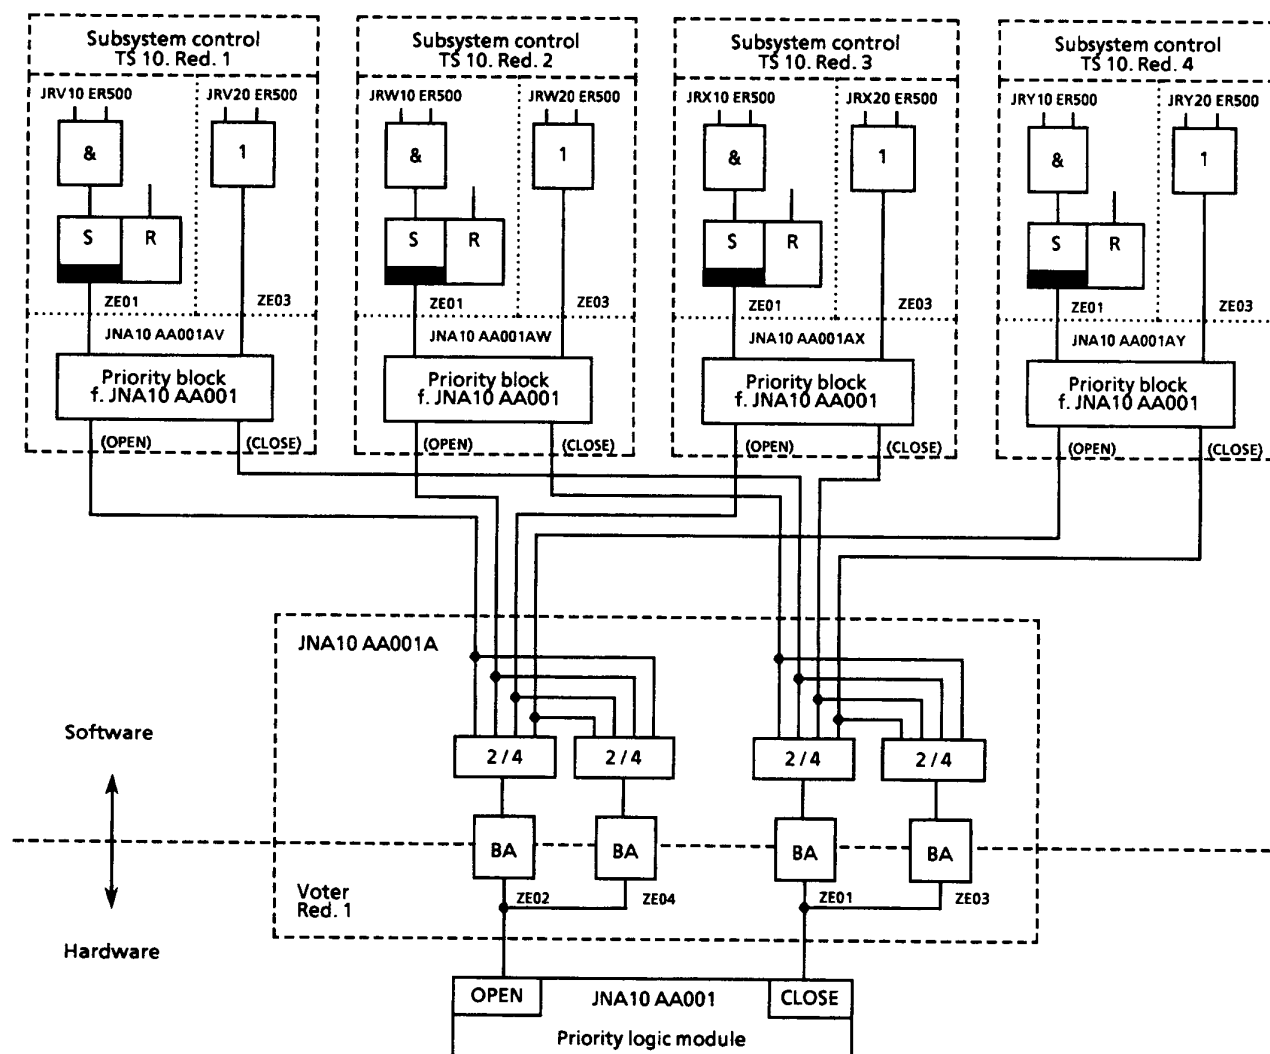 Subsystem control
TS 10. Red. 1
Subsystem control
TS 10. Red. 2
Subsystem control
TS 10. Red. 3
Subsystem control
TS 10. Red. 4
JRV10 ER500
JRV20 ER500
JRW10 ER500
JRW20 ER500
JRX10 ER500
JRX20 ER500
JRY10 ER500
JRY20 ER500
&
1
&
1
&
1
&
1
S
R
S
R
S
R
S
R
ZE01
ZE03
ZE01
ZE03
ZE01
ZE03
ZE01
ZE03
JNA10 AA001AV
JNA10 AA001AW
JNA10 AA001AX
JNA10 AA001AY
Priority block
f. JNA10 AA001
Priority block
f. JNA10 AA001
Priority block
f. JNA10 AA001
Priority block
f. JNA10 AA001
(OPEN)
(CLOSE)
(OPEN)
(CLOSE)
(OPEN)
(CLOSE)
(OPEN)
(CLOSE)
JNA10 AA001A
Software
2 / 4
2 / 4
2 / 4
2 / 4
BA
BA
BA
BA
Voter
Red. 1
ZE02
ZE04
ZE01
ZE03
Hardware
OPEN
JNA10 AA001
CLOSE
Priority logic module